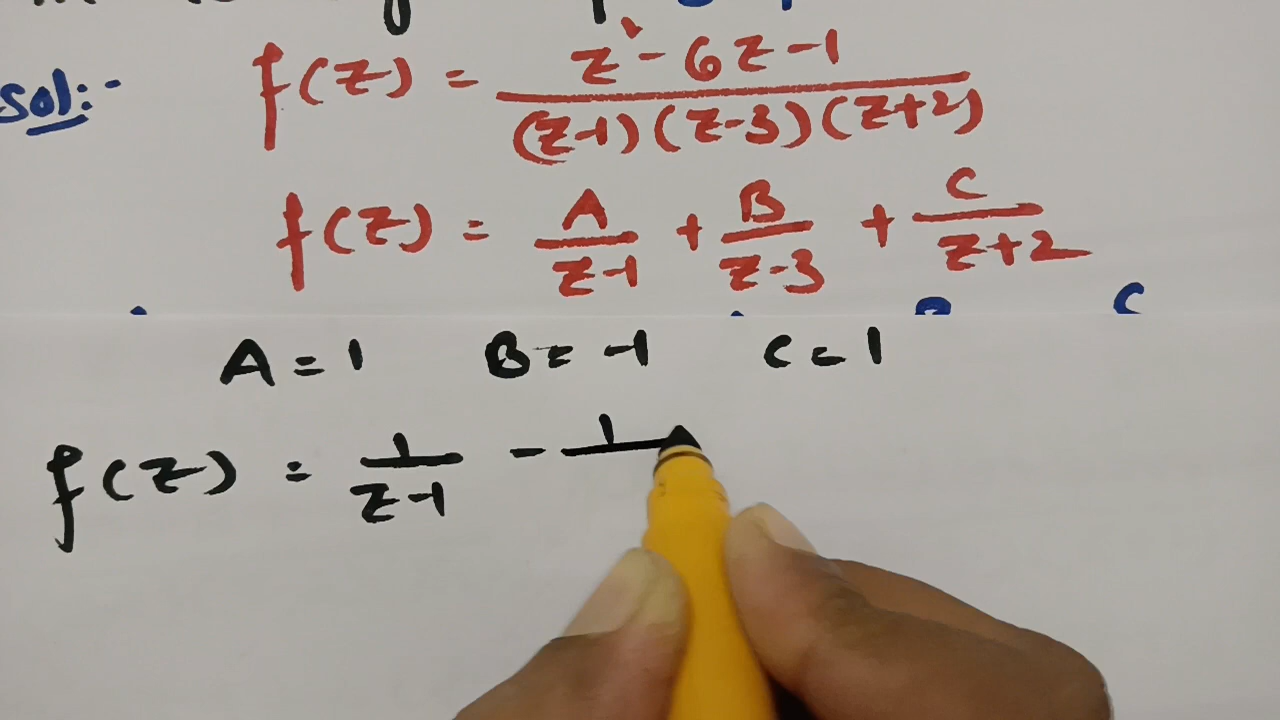 Sol:-
f(z) = z² - 6z - 1 / (z-1)(z-3)(z+2)
f(z) = A/z-1 + B/z-3 + C/z+2
A = 1 B = -1 C = 1
f(z) = 1/z-1 - 1/